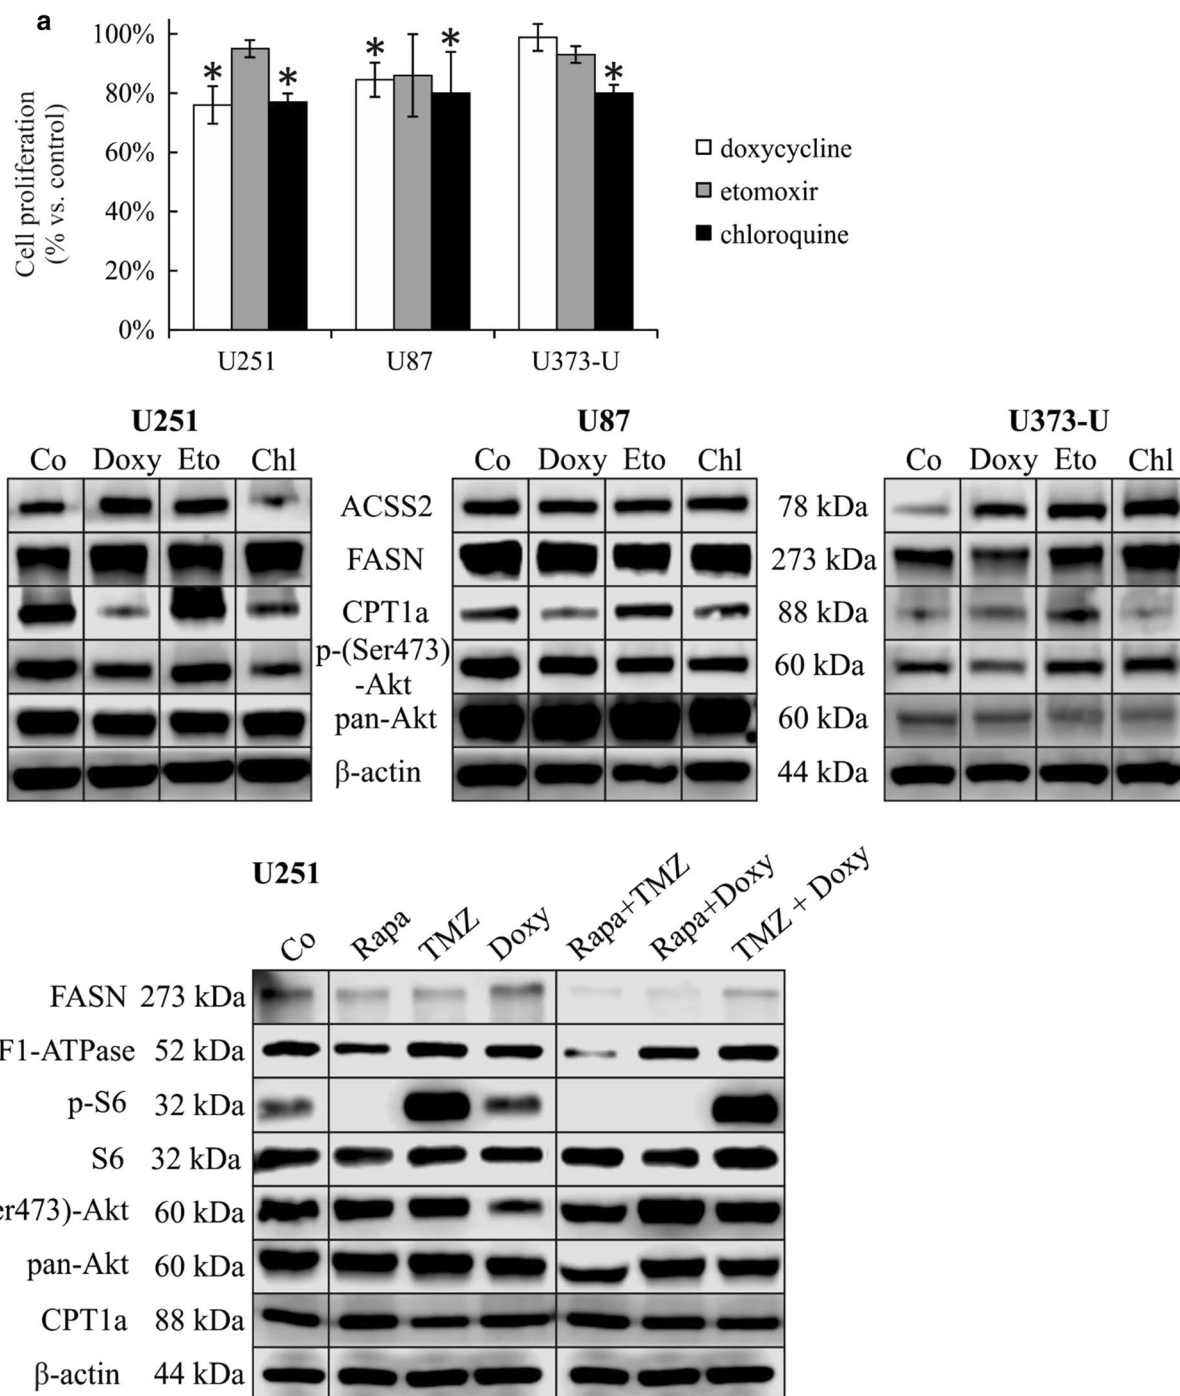 a
100%
80%
60%
40%
20%
0%
Cell proliferation
(% vs. control)
* * * * *
U251 U87 U373-U
doxycycline
etomoxir
chloroquine
U251 U87 U373-U
Co Doxy Eto Chl Co Doxy Eto Chl Co Doxy Eto Chl
ACSS2 78 kDa
FASN 273 kDa
CPT1a 88 kDa
p-(Ser473)
-Akt 60 kDa
pan-Akt 60 kDa
β-actin 44 kDa
U251
Co Rapa TMZ Doxy Rapa+TMZ Rapa+Doxy TMZ + Doxy
FASN 273 kDa
F1-ATPase 52 kDa
p-S6 32 kDa
S6 32 kDa
er473)-Akt 60 kDa
pan-Akt 60 kDa
CPT1a 88 kDa
β-actin 44 kDa